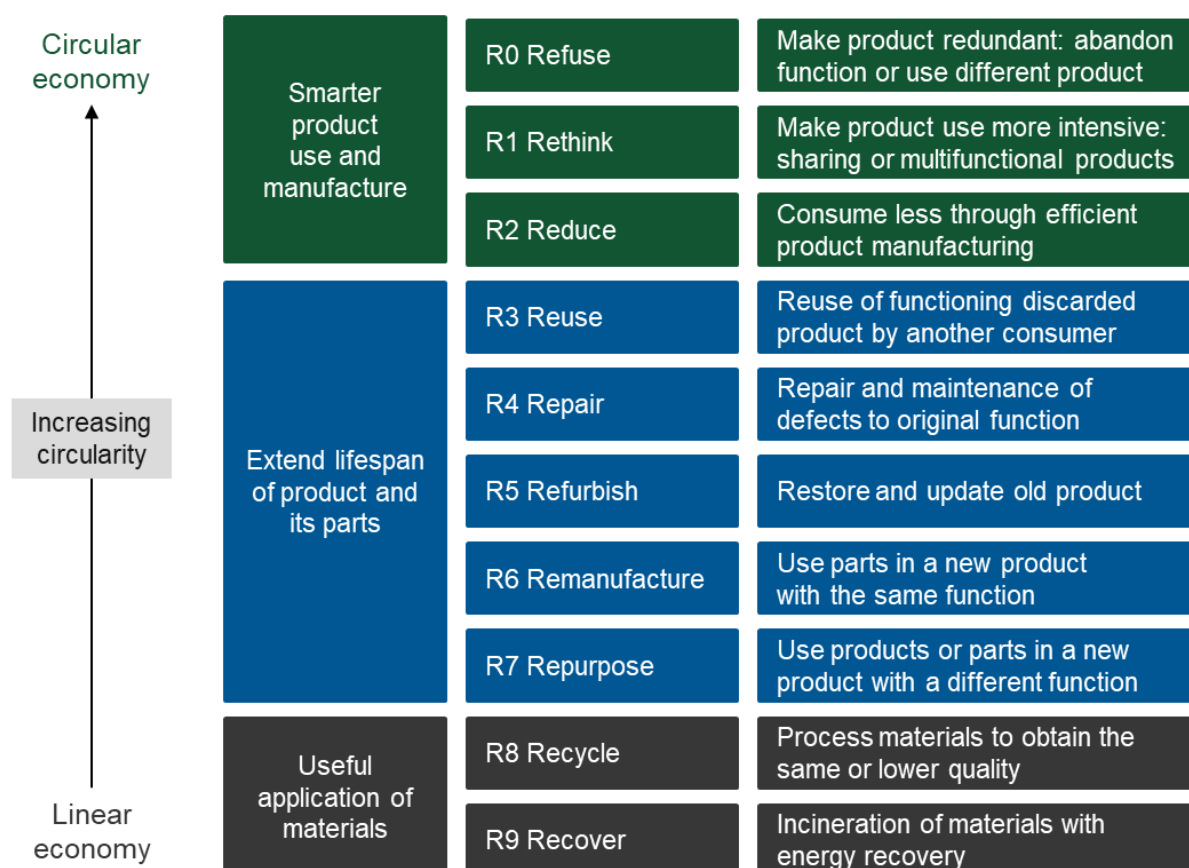 Circular
economy
Increasing
circularity
Linear
economy
Smarter
product
use and
manufacture
R0 Refuse
Make product redundant: abandon
function or use different product
R1 Rethink
Make product use more intensive:
sharing or multifunctional products
R2 Reduce
Consume less through efficient
product manufacturing
Extend lifespan
of product and
its parts
R3 Reuse
Reuse of functioning discarded
product by another consumer
R4 Repair
Repair and maintenance of
defects to original function
R5 Refurbish
Restore and update old product
R6 Remanufacture
Use parts in a new product
with the same function
R7 Repurpose
Use products or parts in a new
product with a different function
Useful
application of
materials
R8 Recycle
Process materials to obtain the
same or lower quality
R9 Recover
Incineration of materials with
energy recovery